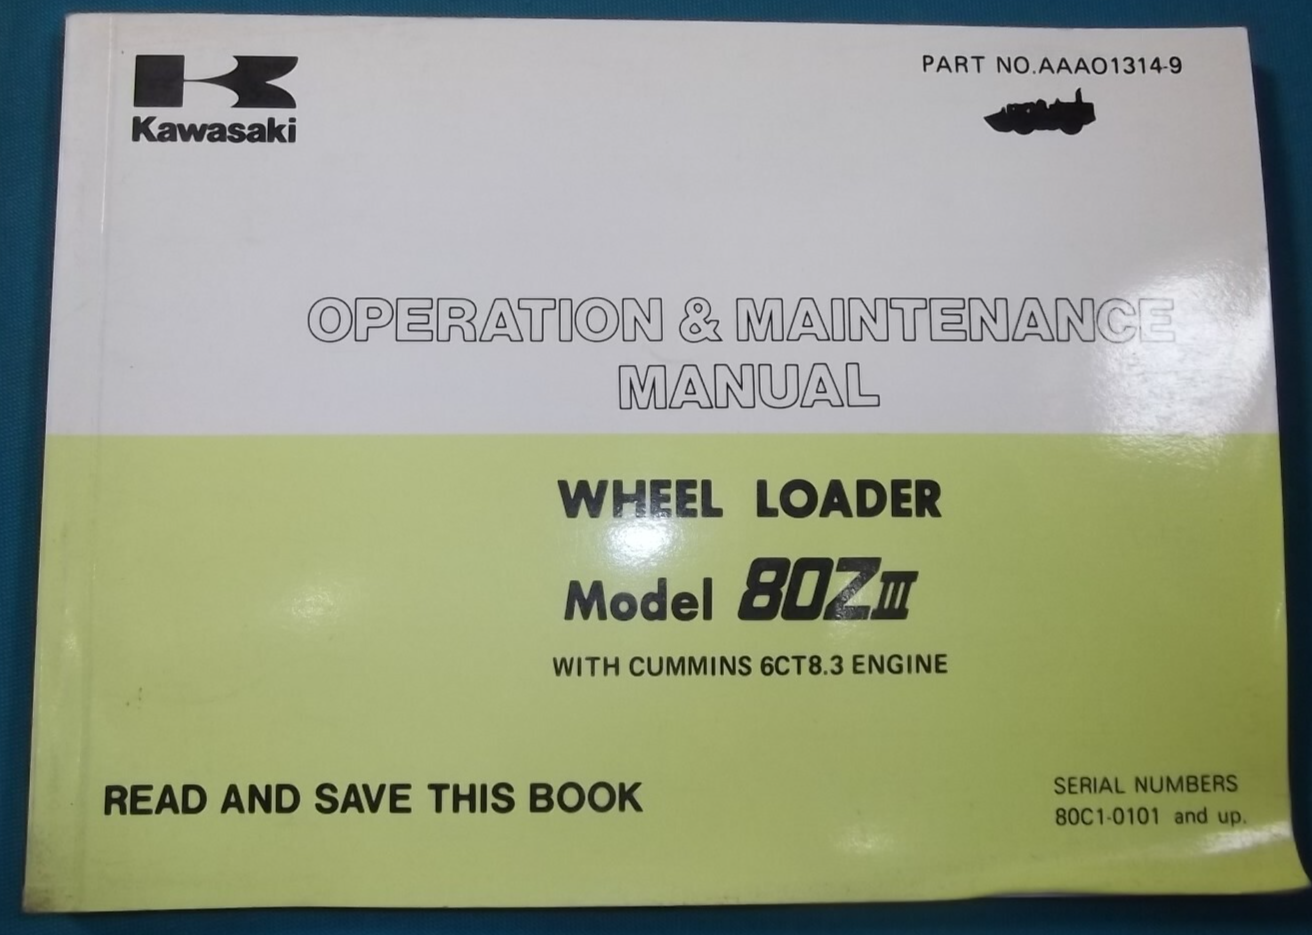 Kawasaki
PART NO.AAA01314-9
OPERATION & MAINTENANCE
MANUAL
WHEEL LOADER
Model 80ZIII
WITH CUMMINS 6CT8.3 ENGINE
READ AND SAVE THIS BOOK
SERIAL NUMBERS
80C1-0101 and up.